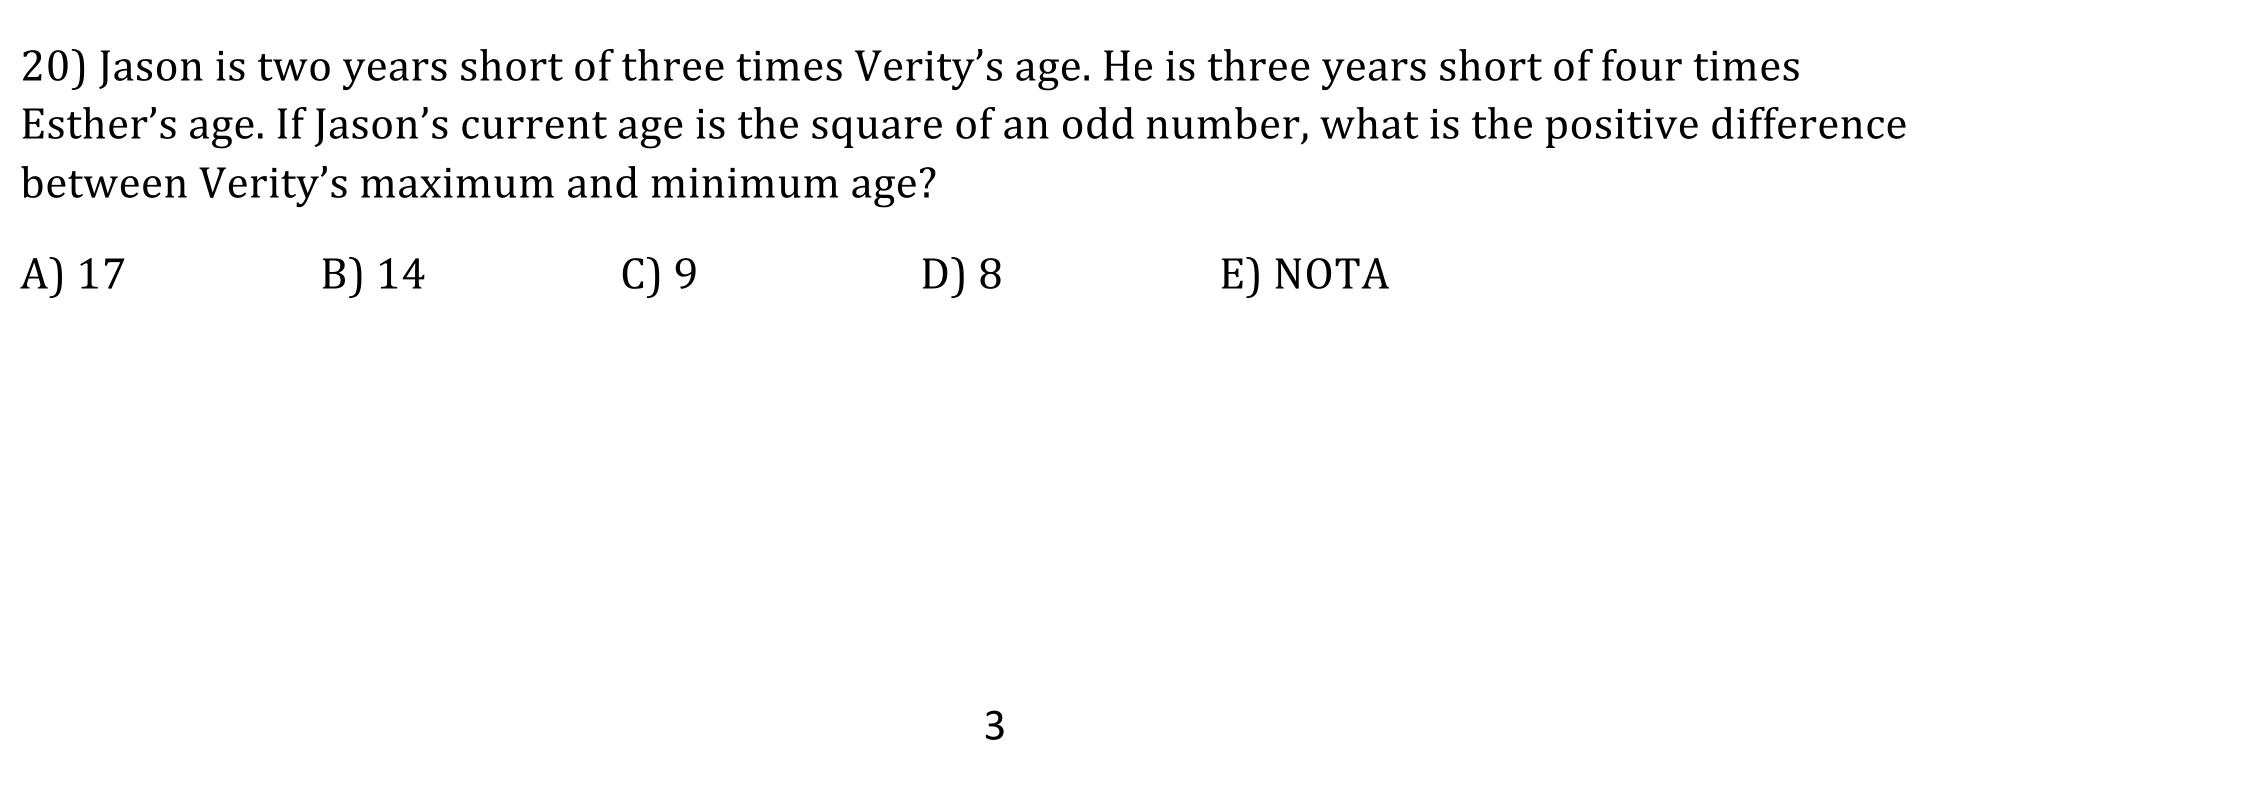 20) Jason is two years short of three times Verity’s age. He is three years short of four times
Esther’s age. If Jason’s current age is the square of an odd number, what is the positive difference
between Verity’s maximum and minimum age?
A) 17 B) 14 C) 9 D) 8 E) NOTA
3